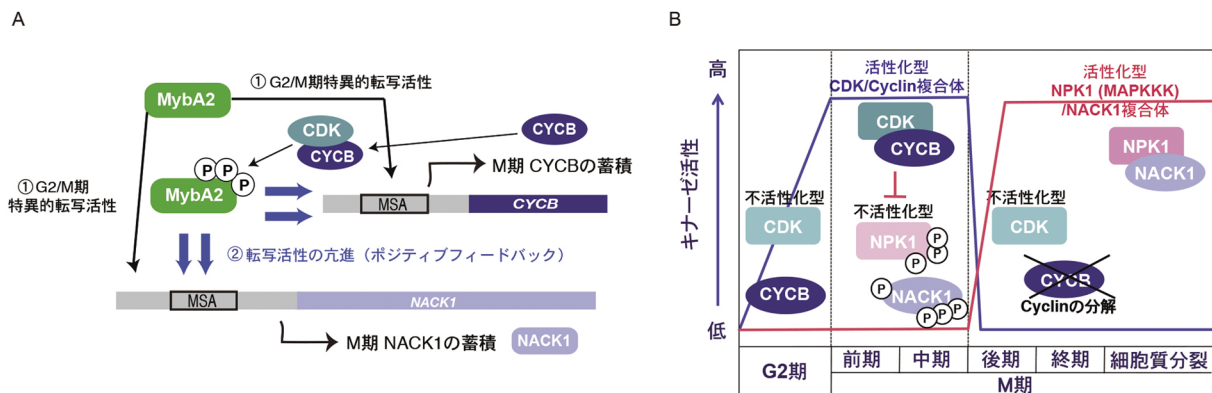 A
① G2/M期特異的転写活性
MybA2
CDK
CYCB
CYCB
M期 CYCBの蓄積
P
P
P
MybA2
① G2/M期
特異的転写活性
MSA
CYCB
② 転写活性の亢進（ポジティブフィードバック）
MSA
NACK1
M期 NACK1の蓄積
NACK1
B
高
キナーゼ活性
低
活性化型
CDK/Cyclin複合体
CDK
CYCB
活性化型
NPK1 (MAPKKK)
/NACK1複合体
NPK1
NACK1
不活性化型
CDK
CYCB
不活性化型
NPK1
P
P
P
P
NACK1
P
P
P
不活性化型
CDK
CYCB
Cyclinの分解
G2期
前期
中期
後期
終期
細胞質分裂
M期